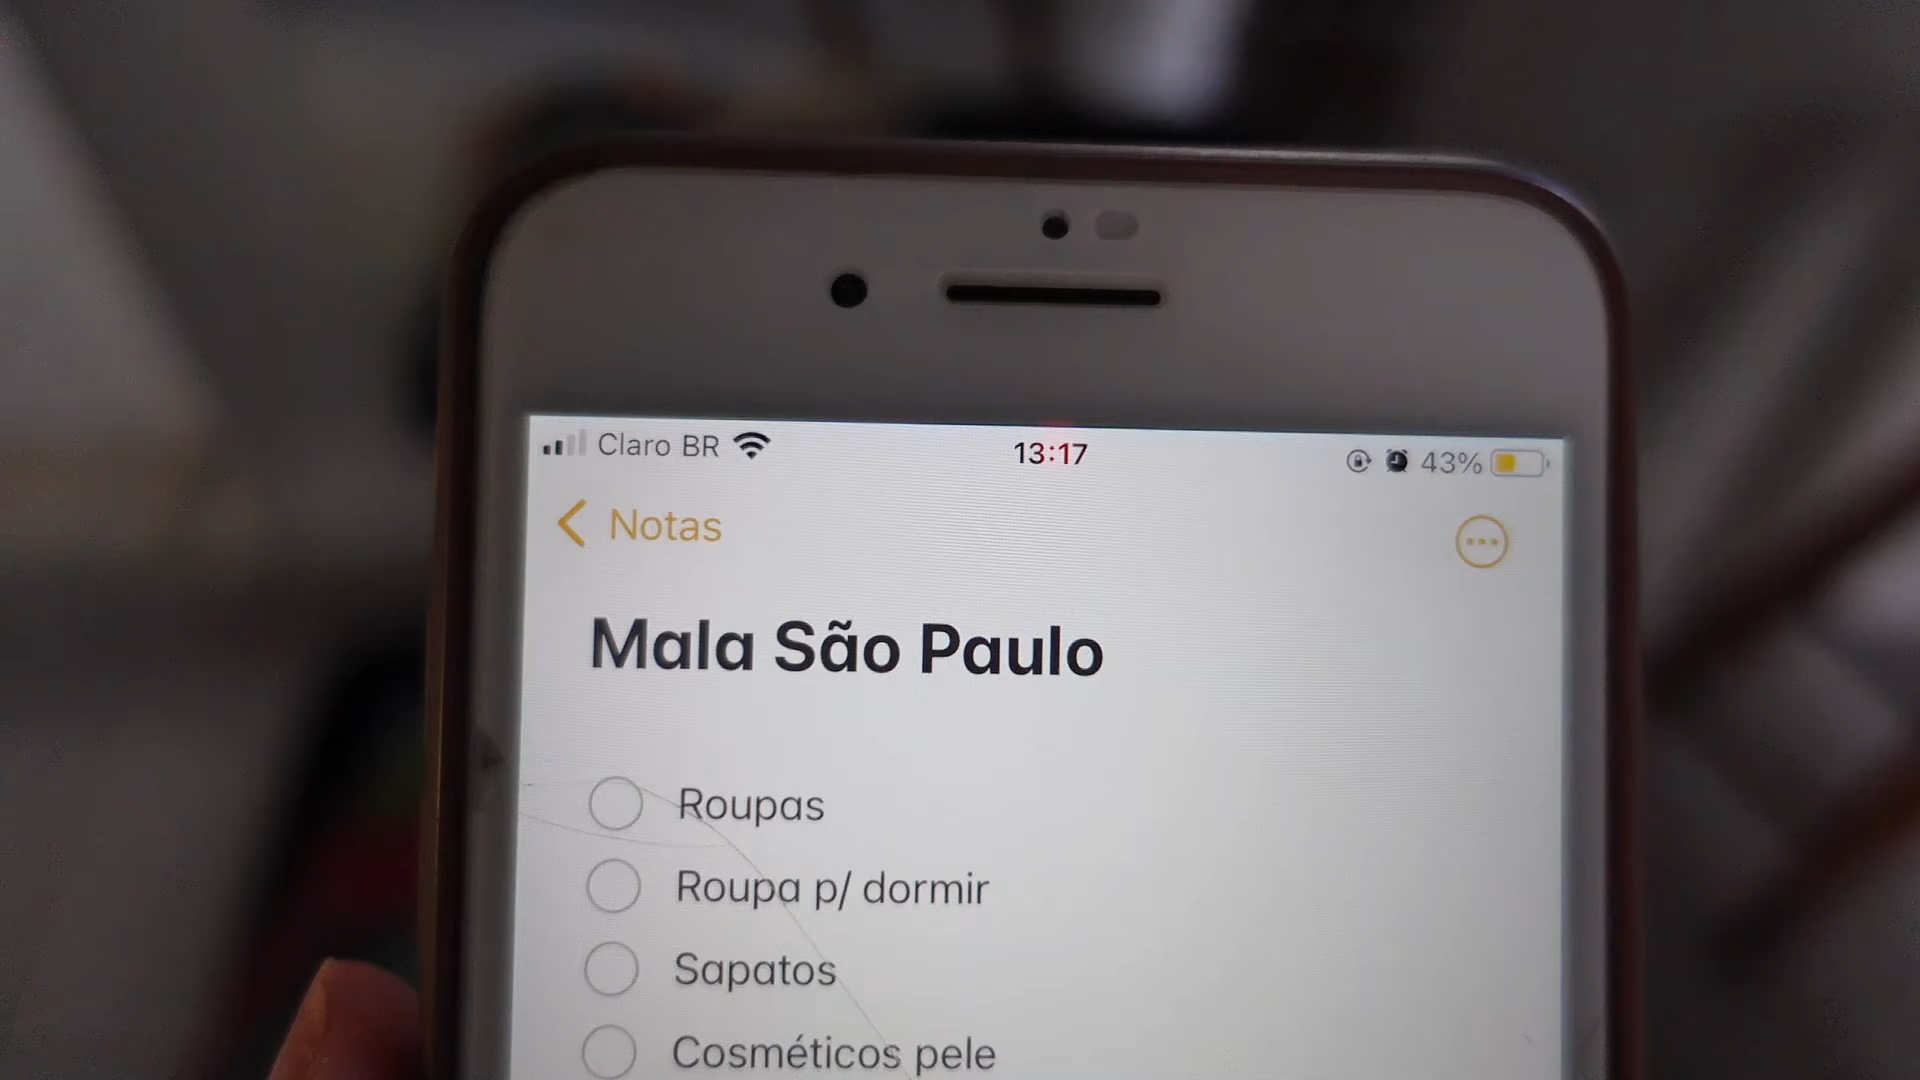 Claro BR 13:17 43%
Notas
Mala São Paulo
Roupas
Roupa p/ dormir
Sapatos
Cosméticos pele